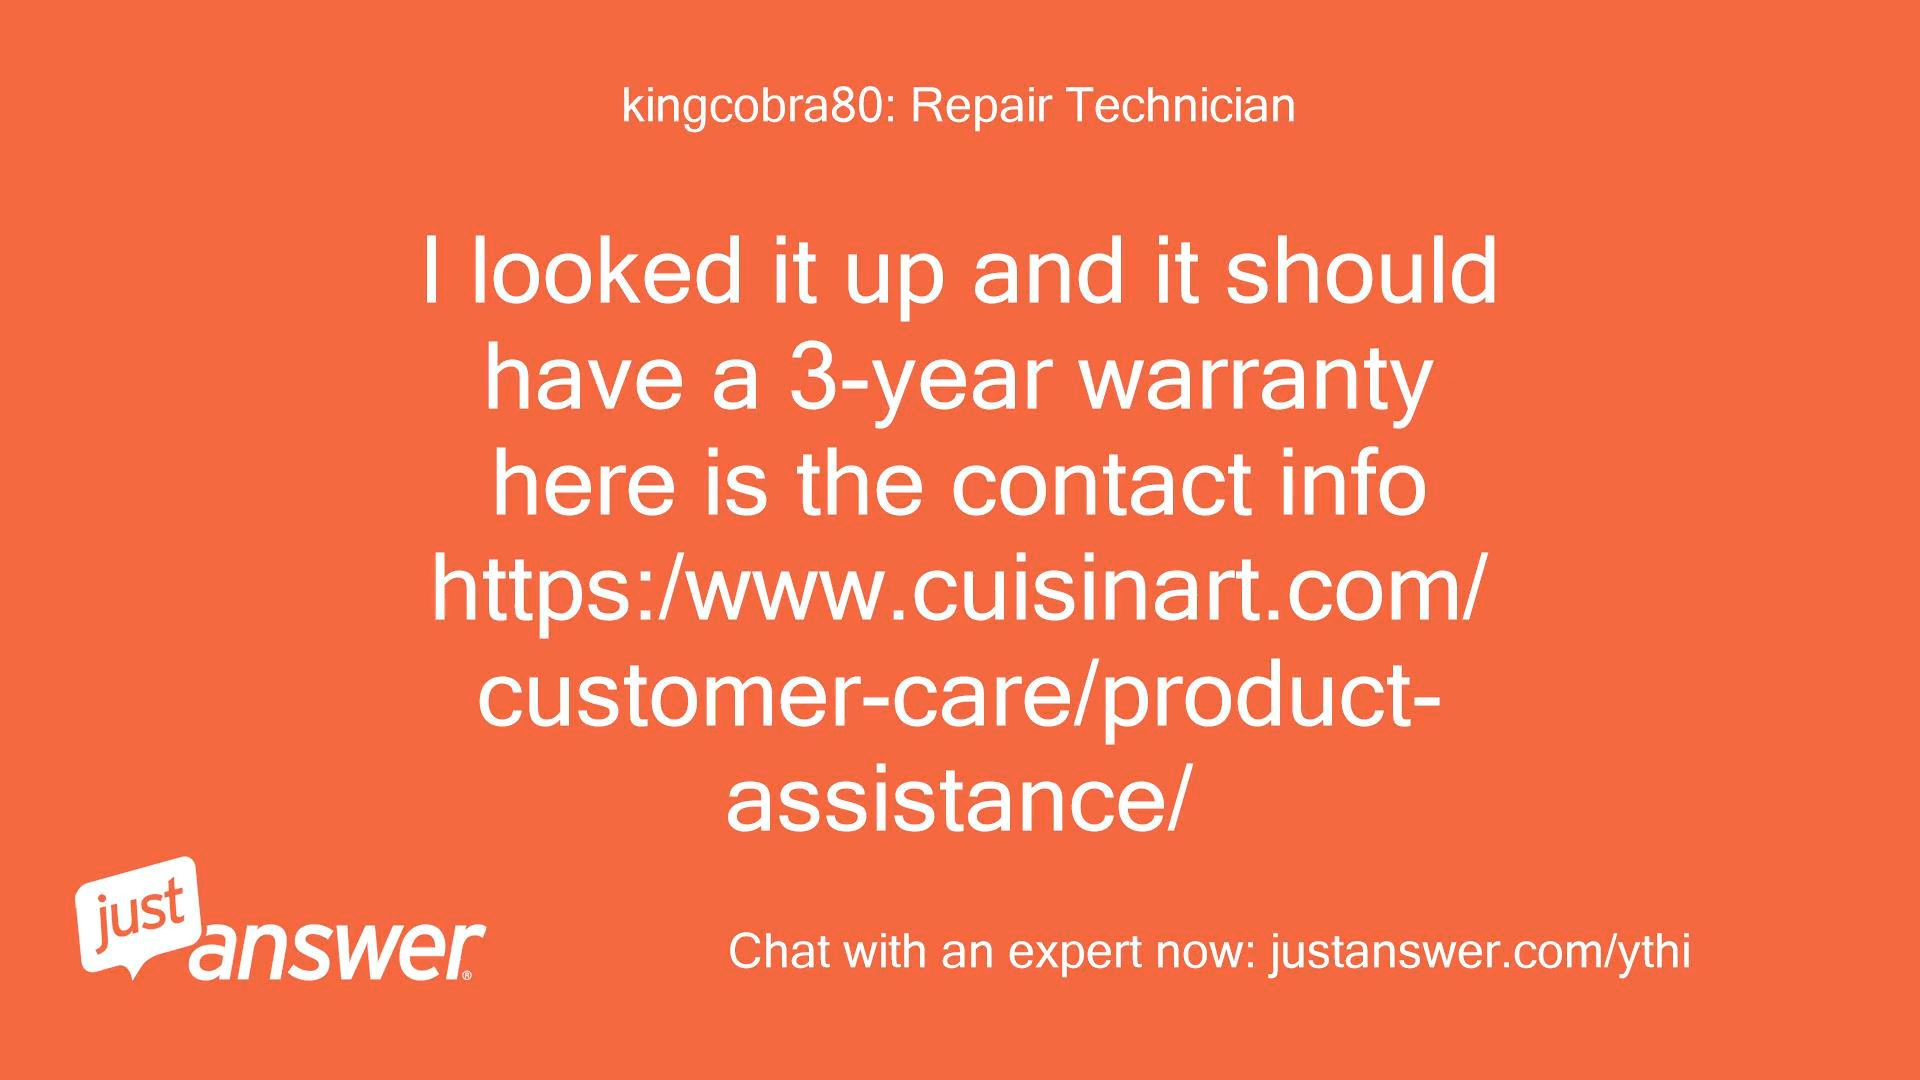 kingcobra80: Repair Technician
I looked it up and it should
have a 3-year warranty
here is the contact info
https:/www.cuisinart.com/
customer-care/product-
assistance/
just
answer®
Chat with an expert now: justanswer.com/ythi